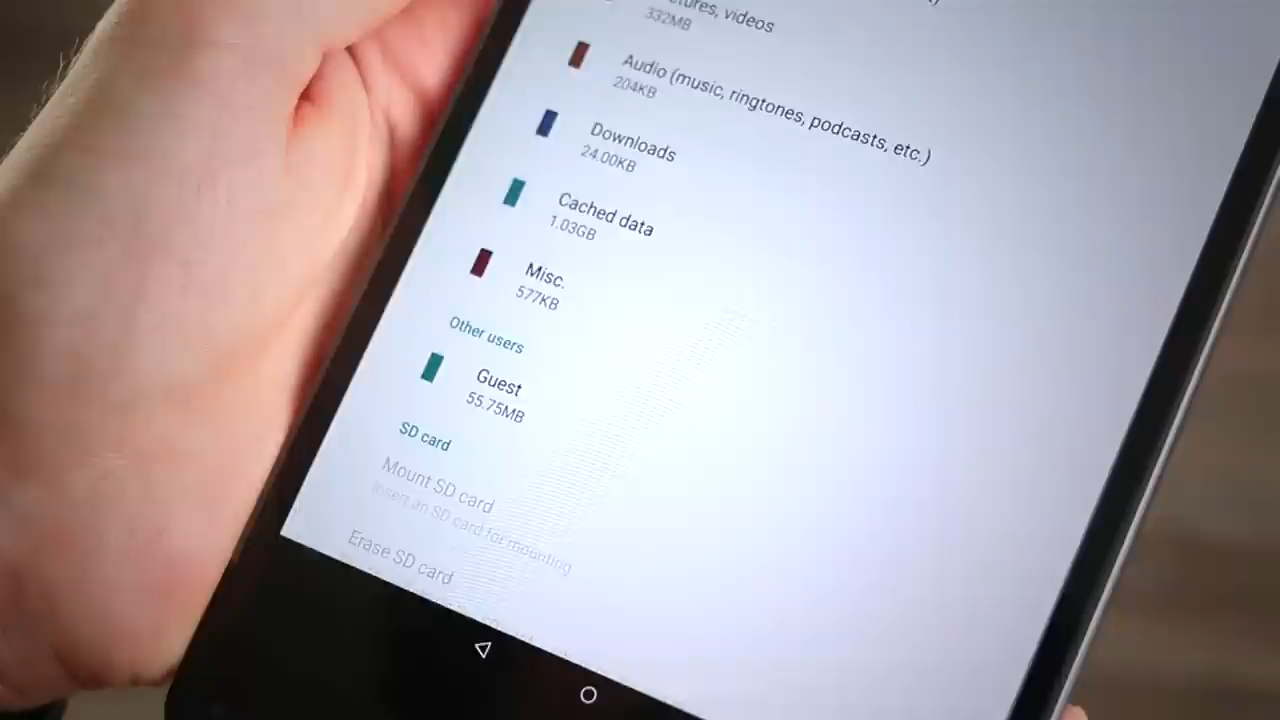 videos
332MB
Audio (music, ringtones, podcasts, etc.)
204KB
Downloads
24.00KB
Cached data
1.03GB
Misc.
577KB
Other users
Guest
55.75MB
SD card
Mount SD card
Insert an SD card for mounting
Erase SD card